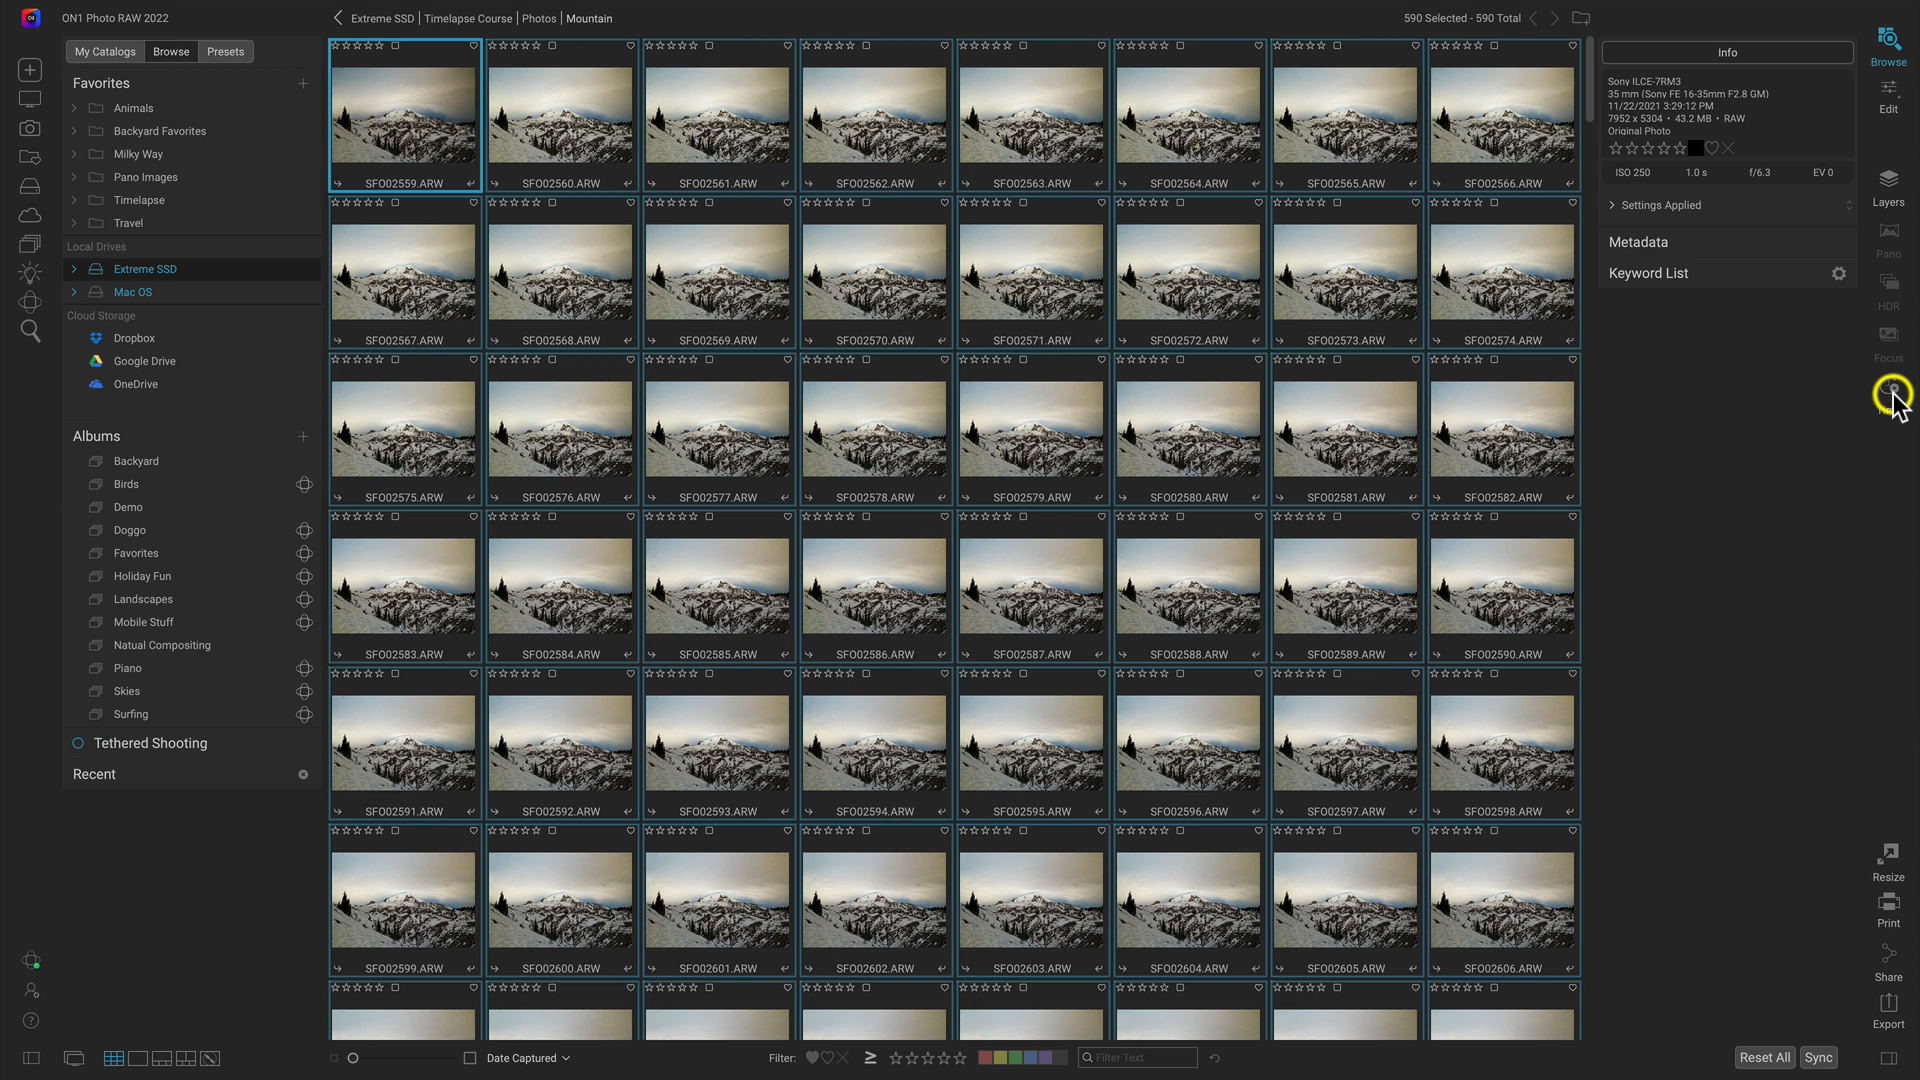 ON1 Photo RAW 2022
Extreme SSD | Timelapse Course | Photos | Mountain
590 Selected - 590 Total
My Catalogs Browse Presets
Favorites
Animals
Backyard Favorites
Milky Way
Pano Images
Timelapse
Travel
Local Drives
Extreme SSD
Mac OS
Cloud Storage
Dropbox
Google Drive
OneDrive
Albums
Backyard
Birds
Demo
Doggo
Favorites
Holiday Fun
Landscapes
Mobile Stuff
Natual Compositing
Piano
Skies
Surfing
Tethered Shooting
Recent
SFO02559.ARW SFO02560.ARW SFO02561.ARW SFO02562.ARW SFO02563.ARW SFO02564.ARW SFO02565.ARW SFO02566.ARW
SFO02567.ARW SFO02568.ARW SFO02569.ARW SFO02570.ARW SFO02571.ARW SFO02572.ARW SFO02573.ARW SFO02574.ARW
SFO02575.ARW SFO02576.ARW SFO02577.ARW SFO02578.ARW SFO02579.ARW SFO02580.ARW SFO02581.ARW SFO02582.ARW
SFO02583.ARW SFO02584.ARW SFO02585.ARW SFO02586.ARW SFO02587.ARW SFO02588.ARW SFO02589.ARW SFO02590.ARW
SFO02591.ARW SFO02592.ARW SFO02593.ARW SFO02594.ARW SFO02595.ARW SFO02596.ARW SFO02597.ARW SFO02598.ARW
SFO02599.ARW SFO02600.ARW SFO02601.ARW SFO02602.ARW SFO02603.ARW SFO02604.ARW SFO02605.ARW SFO02606.ARW
Date Captured
Filter:
Filter Text
Reset All Sync
Info
Sony ILCE-7RM3
35 mm (Sony FE 16-35mm F2.8 GM)
11/22/2021 3:29:12 PM
7952 x 5304 • 43.2 MB • RAW
Original Photo
ISO 250 1.0 s f/6.3 EV 0
Settings Applied
Metadata
Keyword List
Browse
Edit
Layers
Pano
HDR
Focus
Resize
Print
Share
Export